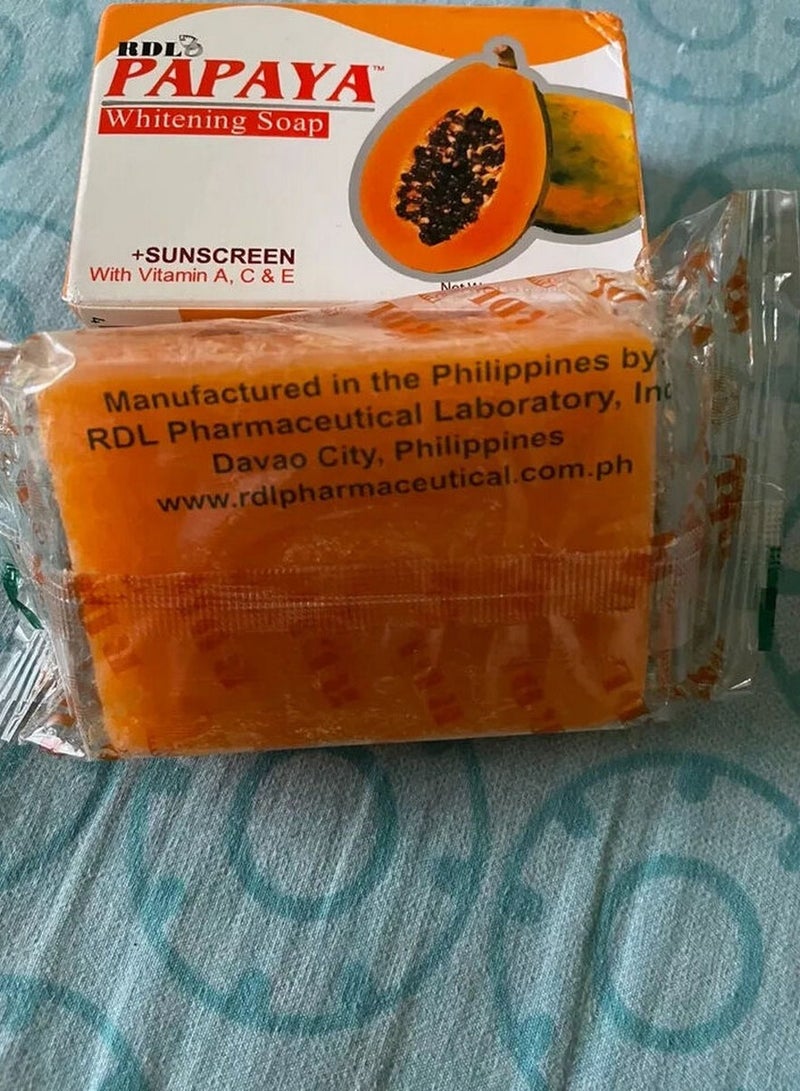 RDL
PAPAYA™
Whitening Soap
+SUNSCREEN
With Vitamin A, C & E
Manufactured in the Philippines by:
RDL Pharmaceutical Laboratory, Inc
Davao City, Philippines
www.rdlpharmaceutical.com.ph